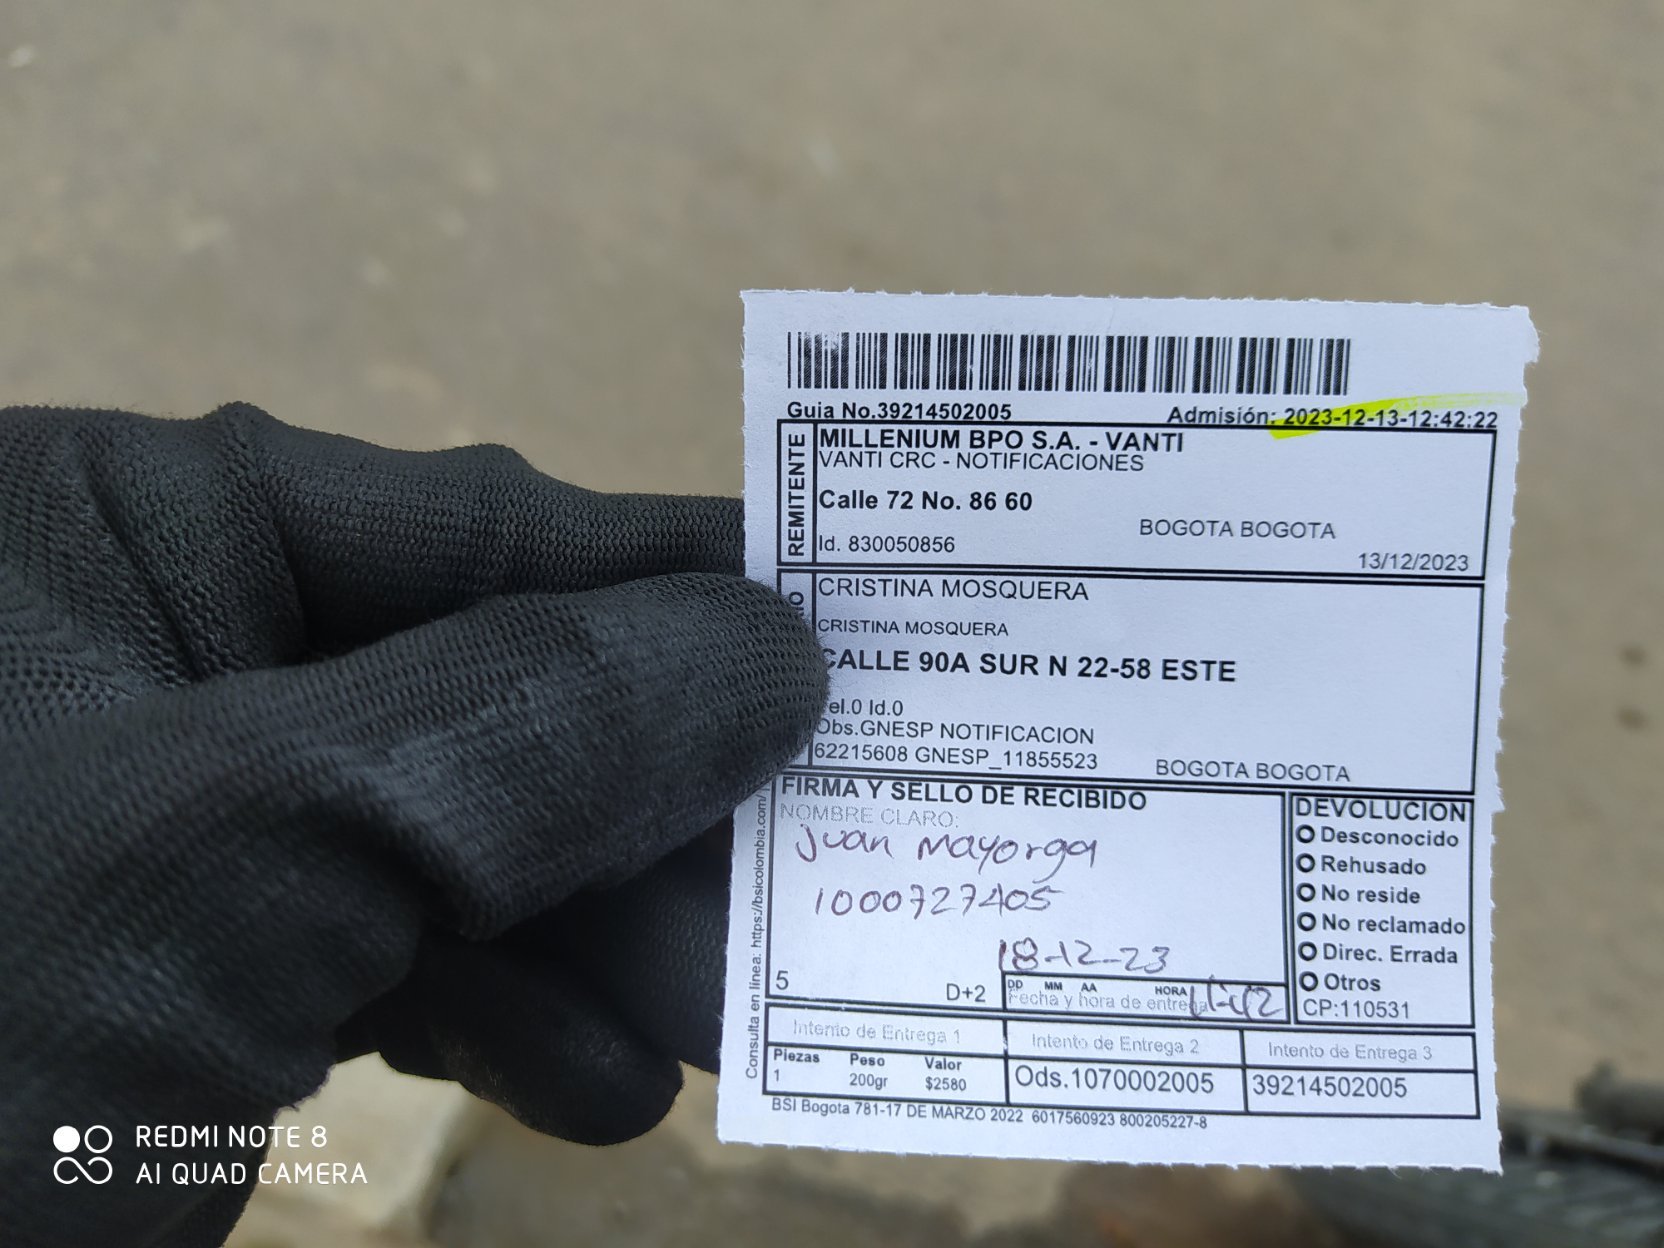 Guia No.39214502005 Admisión: 2023-12-13-12:42:22
REMITENTE
MILLENIUM BPO S.A. - VANTI
VANTI CRC - NOTIFICACIONES
Calle 72 No. 86 60
BOGOTA BOGOTA
Id. 830050856
13/12/2023
CRISTINA MOSQUERA
CRISTINA MOSQUERA
CALLE 90A SUR N 22-58 ESTE
el.0 Id.0
Obs.GNESP NOTIFICACION
62215608 GNESP_11855523
BOGOTA BOGOTA
FIRMA Y SELLO DE RECIBIDO
NOMBRE CLARO:
juan mayorga
1000727405
18-12-23
5 D+2
DD MM AA HORA
Fecha y hora de entrega
DEVOLUCION
Desconocido
Rehusado
No reside
No reclamado
Direc. Errada
Otros
CP:110531
Intento de Entrega 1 Intento de Entrega 2 Intento de Entrega 3
Piezas Peso Valor
1 200gr $2580
Ods.1070002005 39214502005
BSI Bogota 781-17 DE MARZO 2022 6017560923 800205227-8
Consulta en línea: https://bsicolombia.com/
REDMI NOTE 8
AI QUAD CAMERA